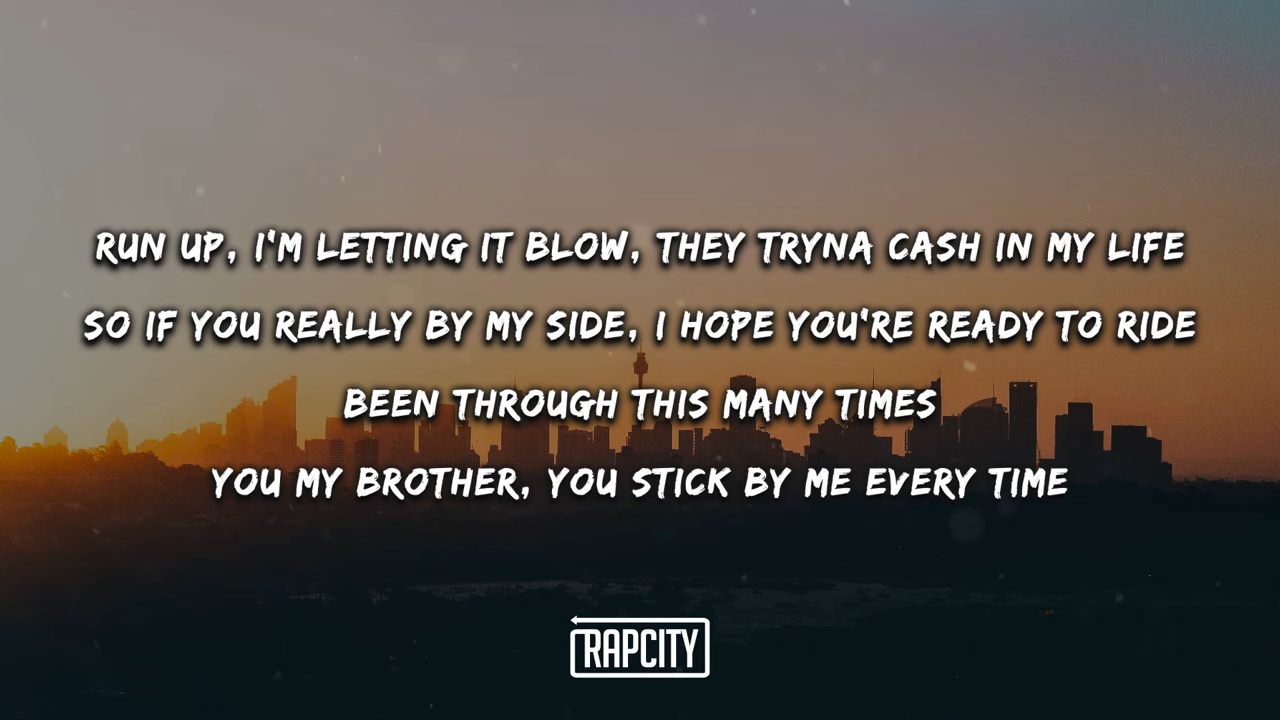 RUN UP, I'M LETTING IT BLOW, THEY TRYNA CASH IN MY LIFE
SO IF YOU REALLY BY MY SIDE, I HOPE YOU'RE READY TO RIDE
BEEN THROUGH THIS MANY TIMES
YOU MY BROTHER, YOU STICK BY ME EVERY TIME
RAPCITY